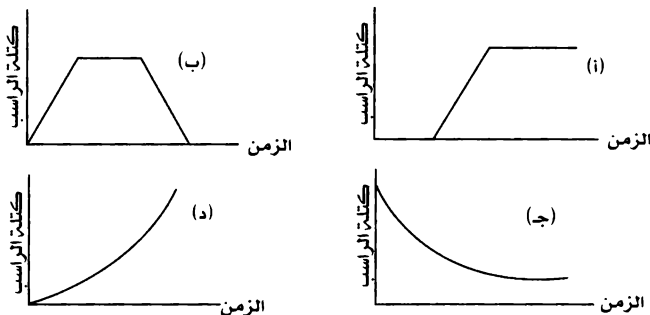 كتلة الراسب
(أ)
الزمن
كتلة الراسب
(ب)
الزمن
كتلة الراسب
(جـ)
الزمن
كتلة الراسب
(د)
الزمن